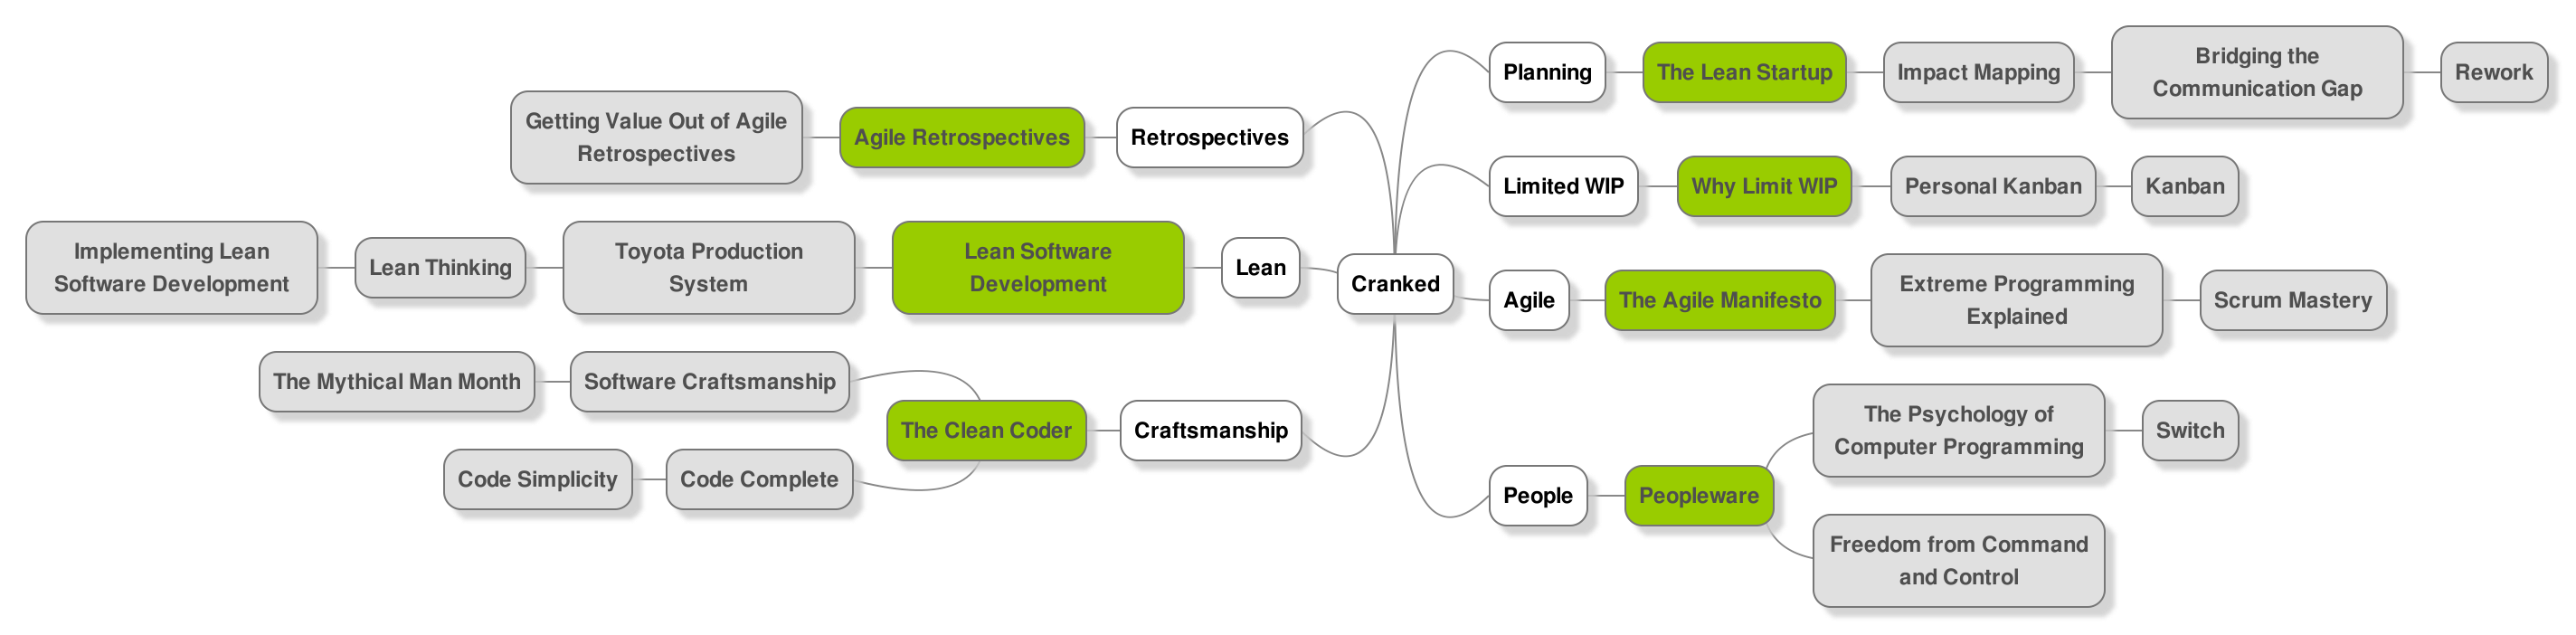 Planning
The Lean Startup
Impact Mapping
Bridging the
Communication Gap
Rework
Getting Value Out of Agile
Retrospectives
Agile Retrospectives
Retrospectives
Limited WIP
Why Limit WIP
Personal Kanban
Kanban
Implementing Lean
Software Development
Lean Thinking
Toyota Production
System
Lean Software
Development
Lean
Cranked
Agile
The Agile Manifesto
Extreme Programming
Explained
Scrum Mastery
The Mythical Man Month
Software Craftsmanship
The Clean Coder
Craftsmanship
Code Simplicity
Code Complete
People
Peopleware
The Psychology of
Computer Programming
Switch
Freedom from Command
and Control